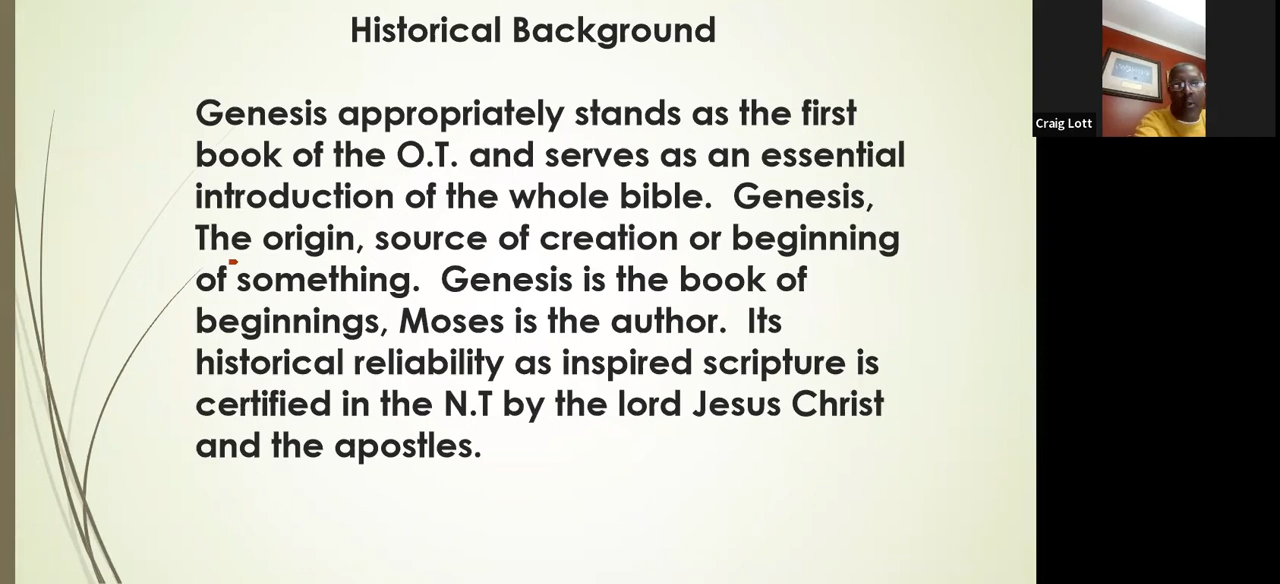 Historical Background
Genesis appropriately stands as the first
book of the O.T. and serves as an essential
introduction of the whole bible.  Genesis,
The origin, source of creation or beginning
of something.  Genesis is the book of
beginnings, Moses is the author.  Its
historical reliability as inspired scripture is
certified in the N.T by the lord Jesus Christ
and the apostles.
Craig Lott